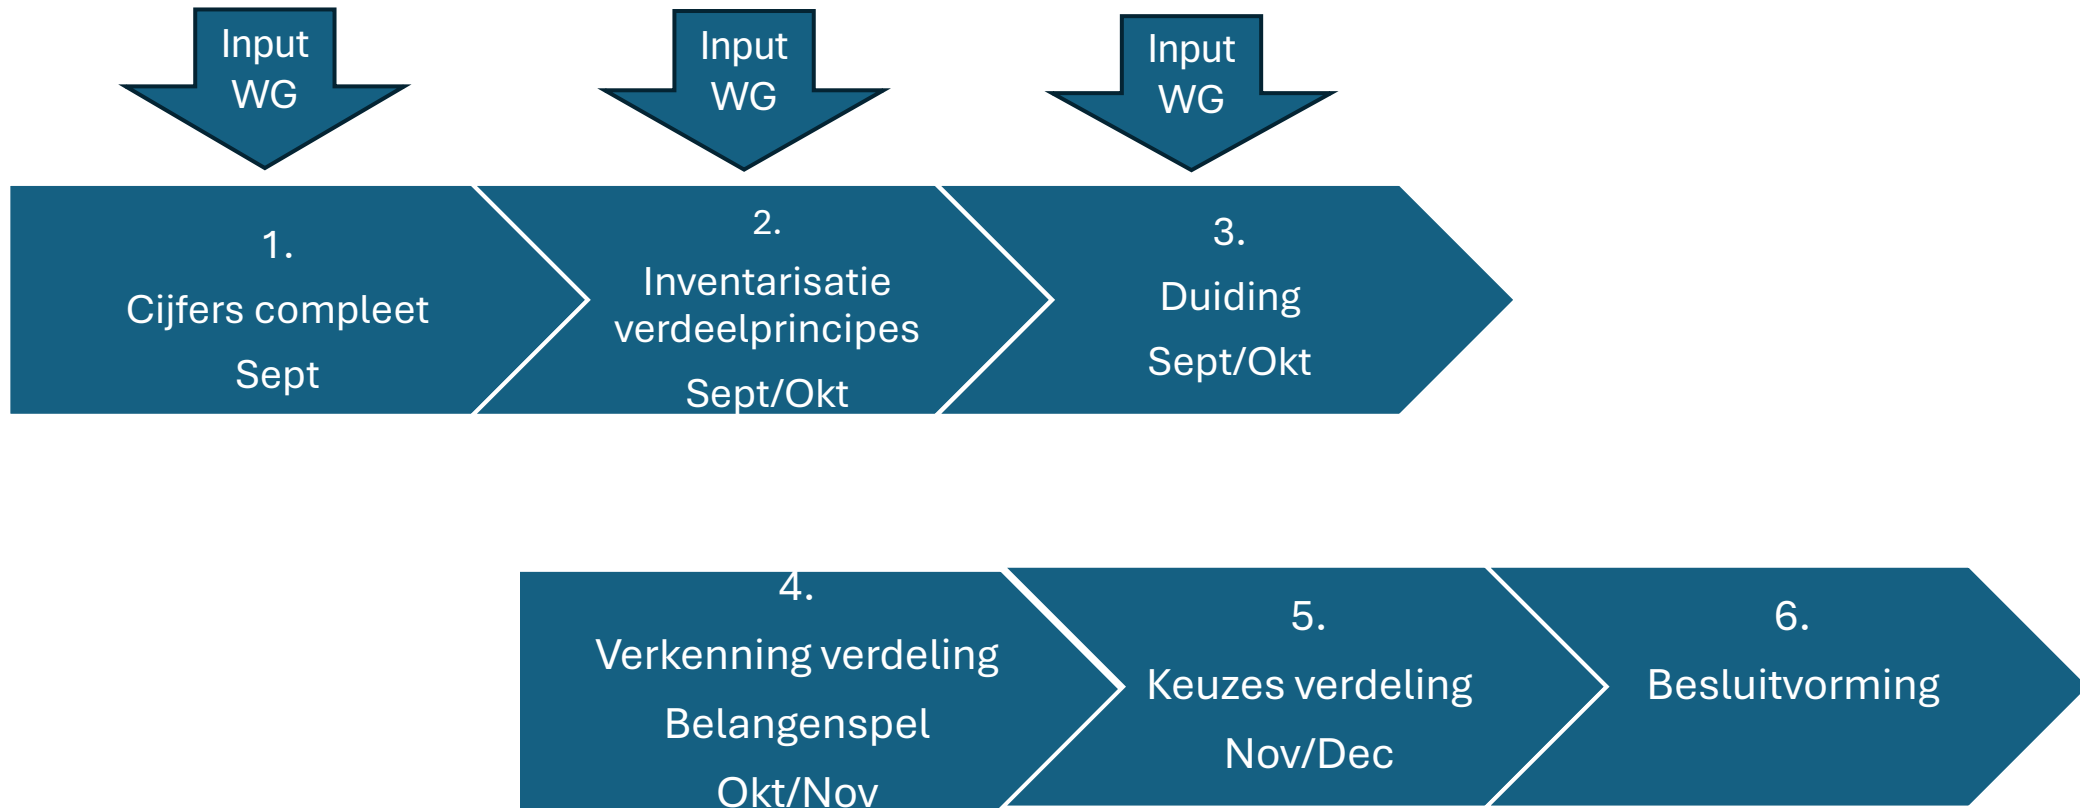 Input
WG
Input
WG
Input
WG
1.
Cijfers compleet
Sept
2.
Inventarisatie
verdeelprincipes
Sept/Okt
3.
Duiding
Sept/Okt
4.
Verkenning verdeling
Belangenspel
Okt/Nov
5.
Keuzes verdeling
Nov/Dec
6.
Besluitvorming